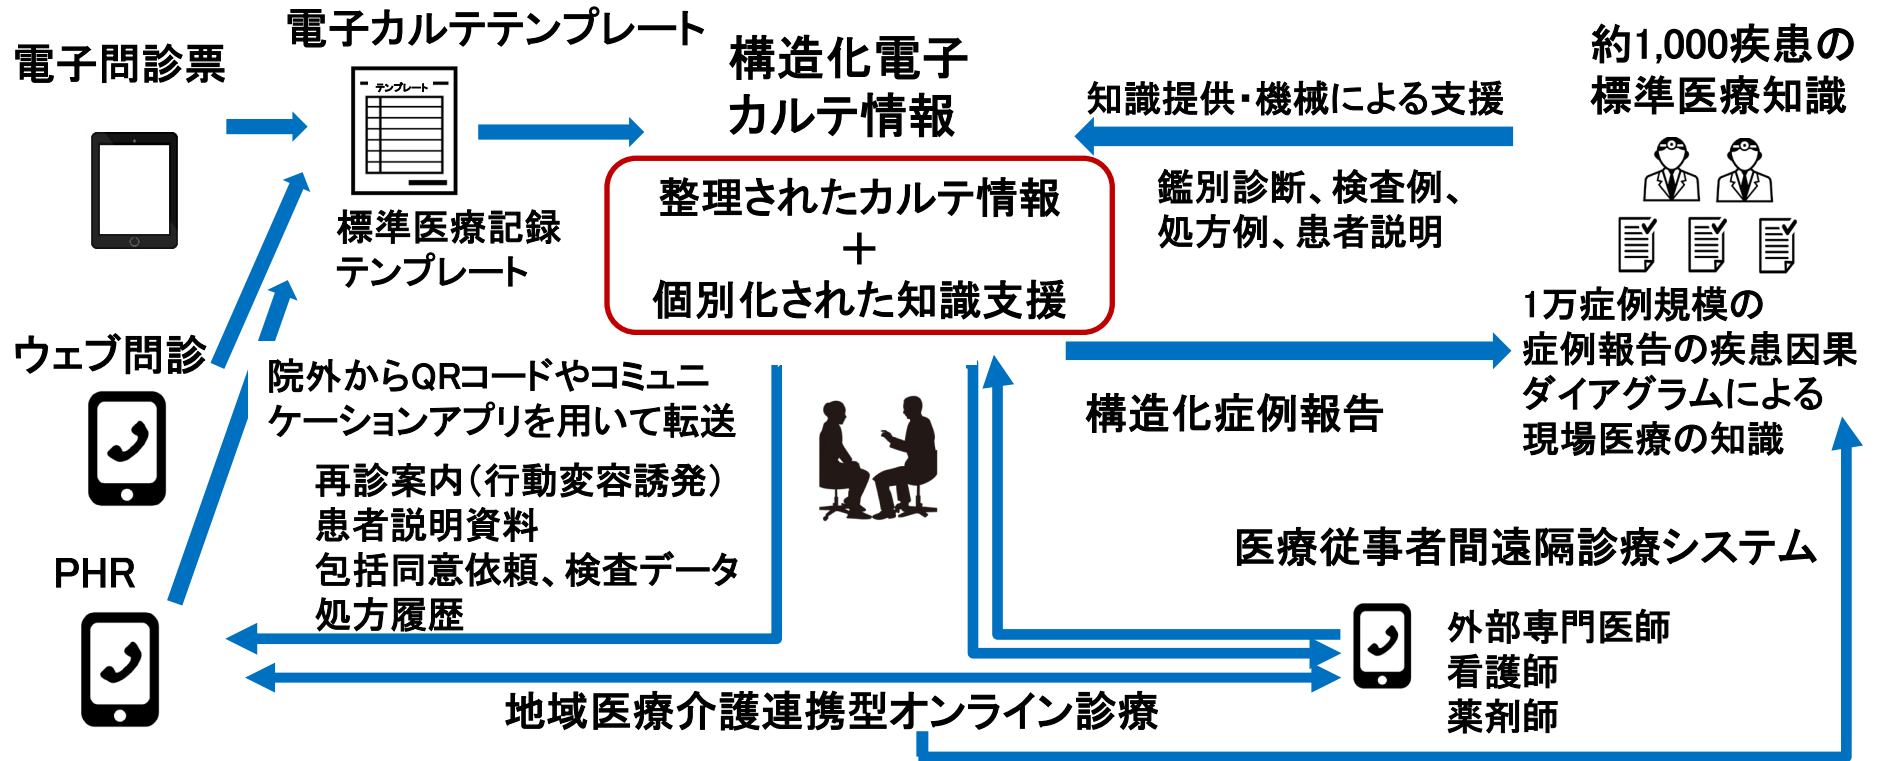 電子問診票
電子カルテテンプレート
テンプレート
標準医療記録
テンプレート
構造化電子
カルテ情報
整理されたカルテ情報
+
個別化された知識支援
知識提供・機械による支援
鑑別診断、検査例、
処方例、患者説明
約1,000疾患の
標準医療知識
1万症例規模の
症例報告の疾患因果
ダイアグラムによる
現場医療の知識
構造化症例報告
ウェブ問診
院外からQRコードやコミュニ
ケーションアプリを用いて転送
再診案内(行動変容誘発)
患者説明資料
包括同意依頼、検査データ
処方履歴
PHR
医療従事者間遠隔診療システム
外部専門医師
看護師
薬剤師
地域医療介護連携型オンライン診療